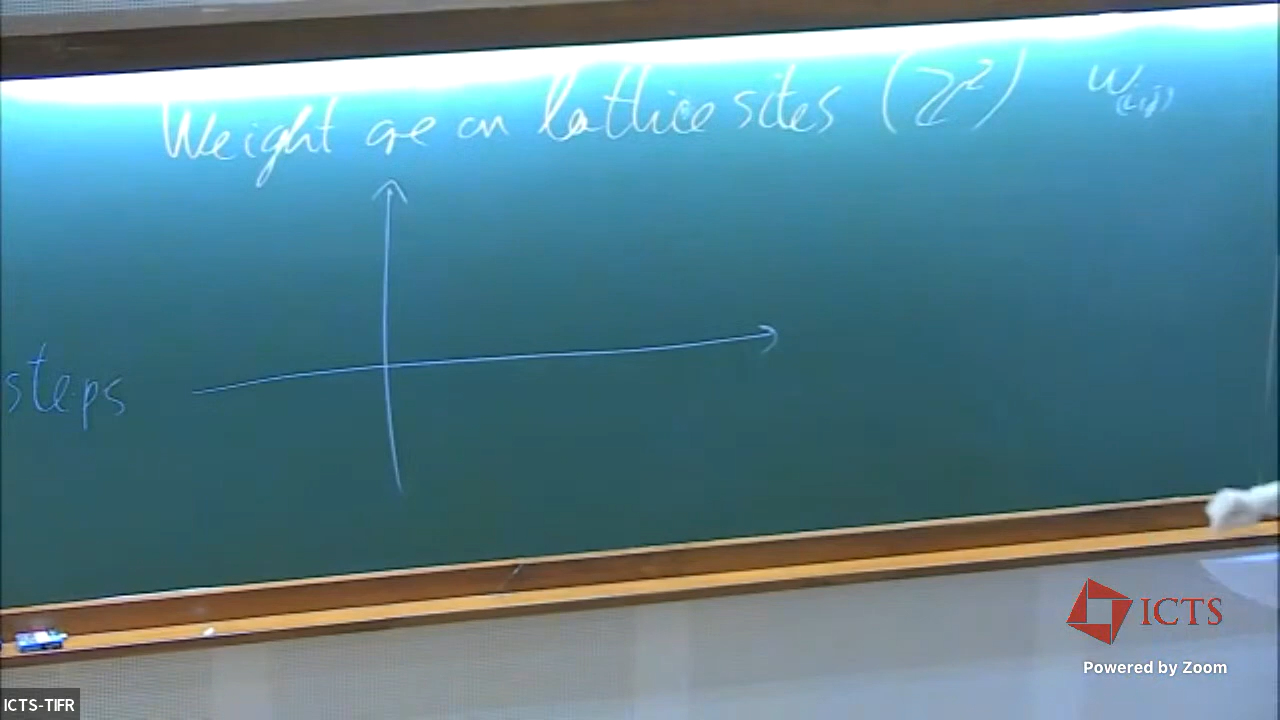 Weight are on lattice sites (ℤ²) ω(i,j)
steps
ICTS
Powered by Zoom
ICTS-TIFR